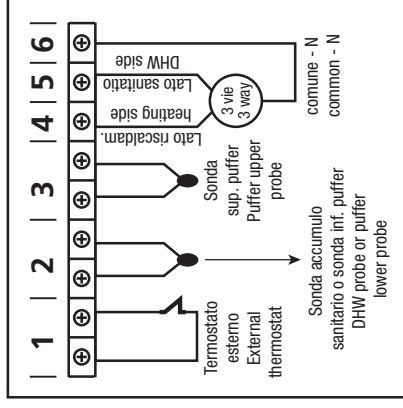 1 2 3 4 5 6
Termostato
esterno
External
thermostat
Sonda accumulo
sanitario o sonda inf. puffer
DHW probe or puffer
lower probe
Sonda
sup. puffer
Puffer upper
probe
Lato riscaldam.
heating side
Lato sanitatio
DHW side
3 vie
3 way
comune - N
common - N